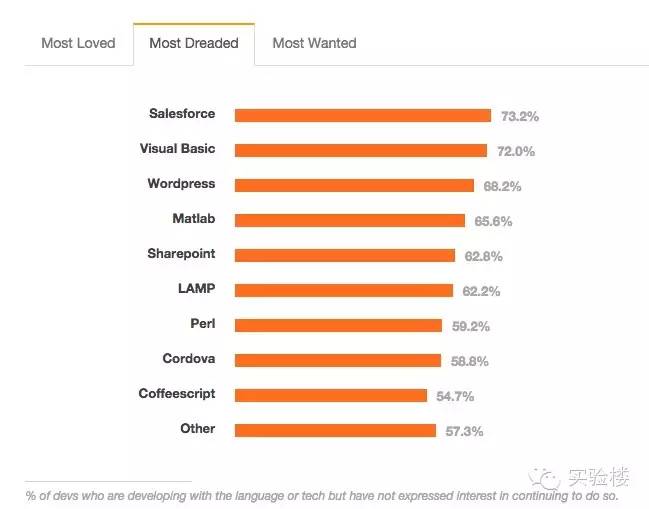 Most Loved Most Dreaded Most Wanted
Salesforce 73.2%
Visual Basic 72.0%
Wordpress 68.2%
Matlab 65.6%
Sharepoint 62.8%
LAMP 62.2%
Perl 59.2%
Cordova 58.8%
Coffeescript 54.7%
Other 57.3%
实验楼
% of devs who are developing with the language or tech but have not expressed interest in continuing to do so.